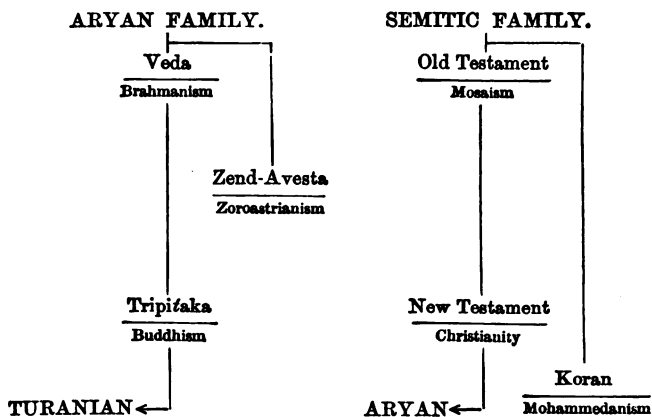 ARYAN FAMILY.
Veda
Brahmanism
Zend-Avesta
Zoroastrianism
Tripitaka
Buddhism
TURANIAN
SEMITIC FAMILY.
Old Testament
Mosaism
New Testament
Christianity
ARYAN
Koran
Mohammedanism